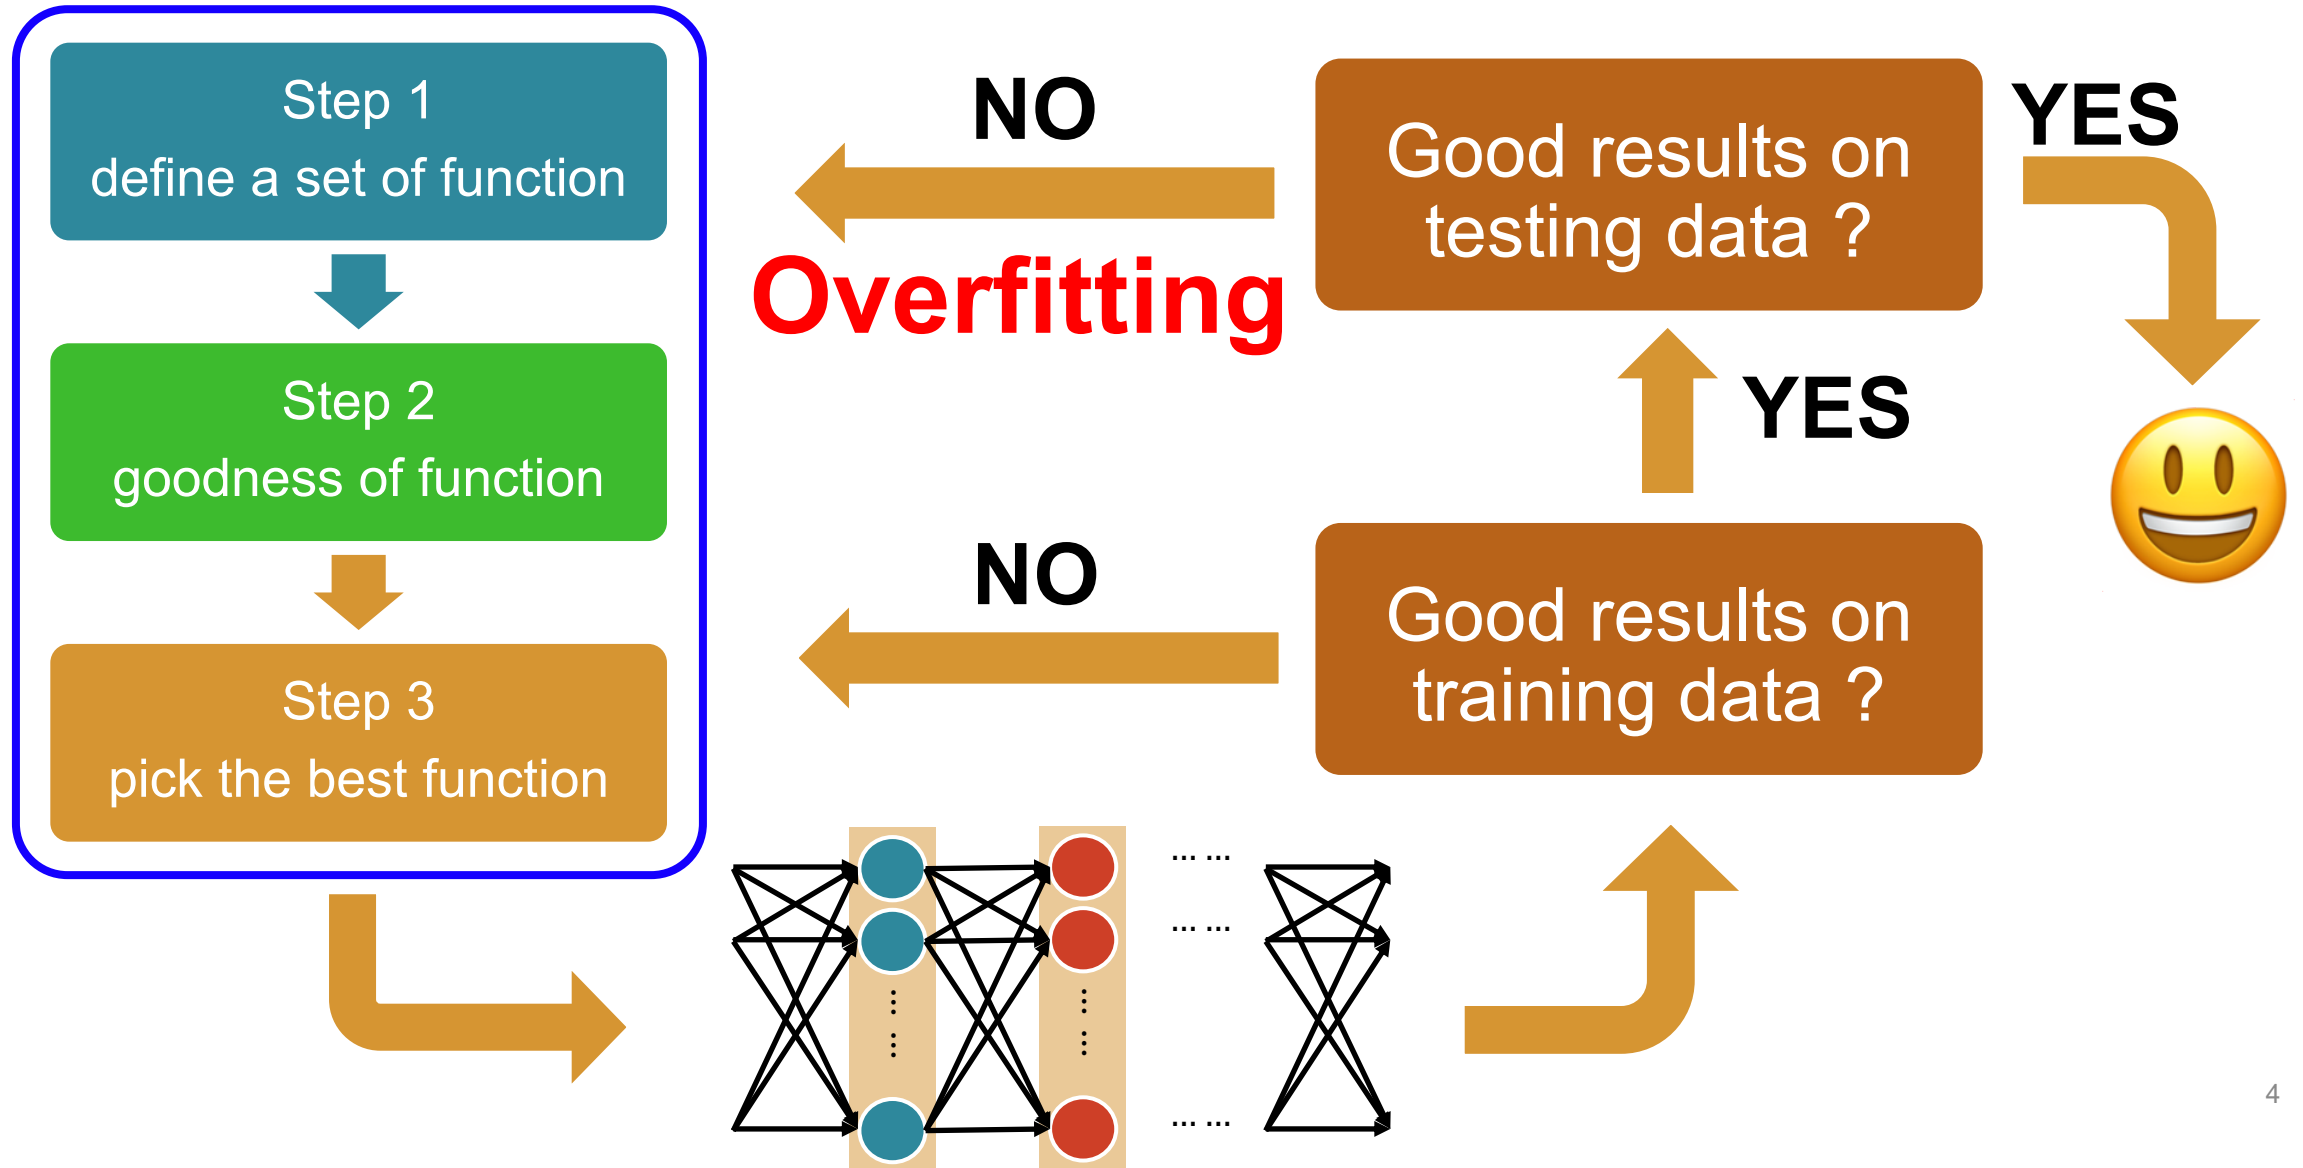 Step 1
define a set of function
Step 2
goodness of function
Step 3
pick the best function
NO
Overfitting
Good results on
testing data ?
YES
YES
NO
Good results on
training data ?
... ...
... ...
... ...
... ...
... ...
4